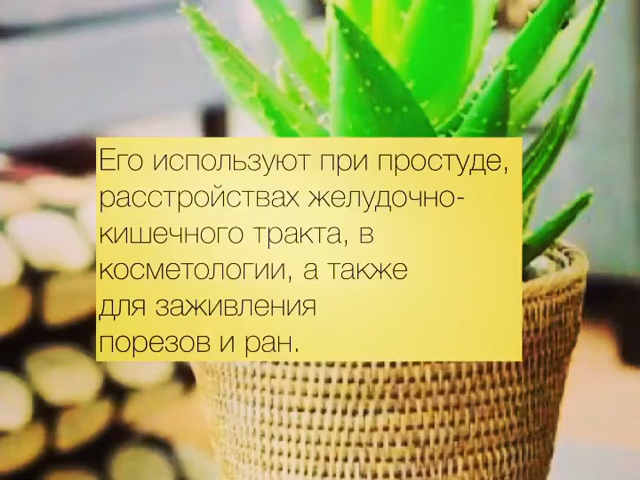 Его используют при простуде,
расстройствах желудочно-
кишечного тракта, в
косметологии, а также
для заживления
порезов и ран.